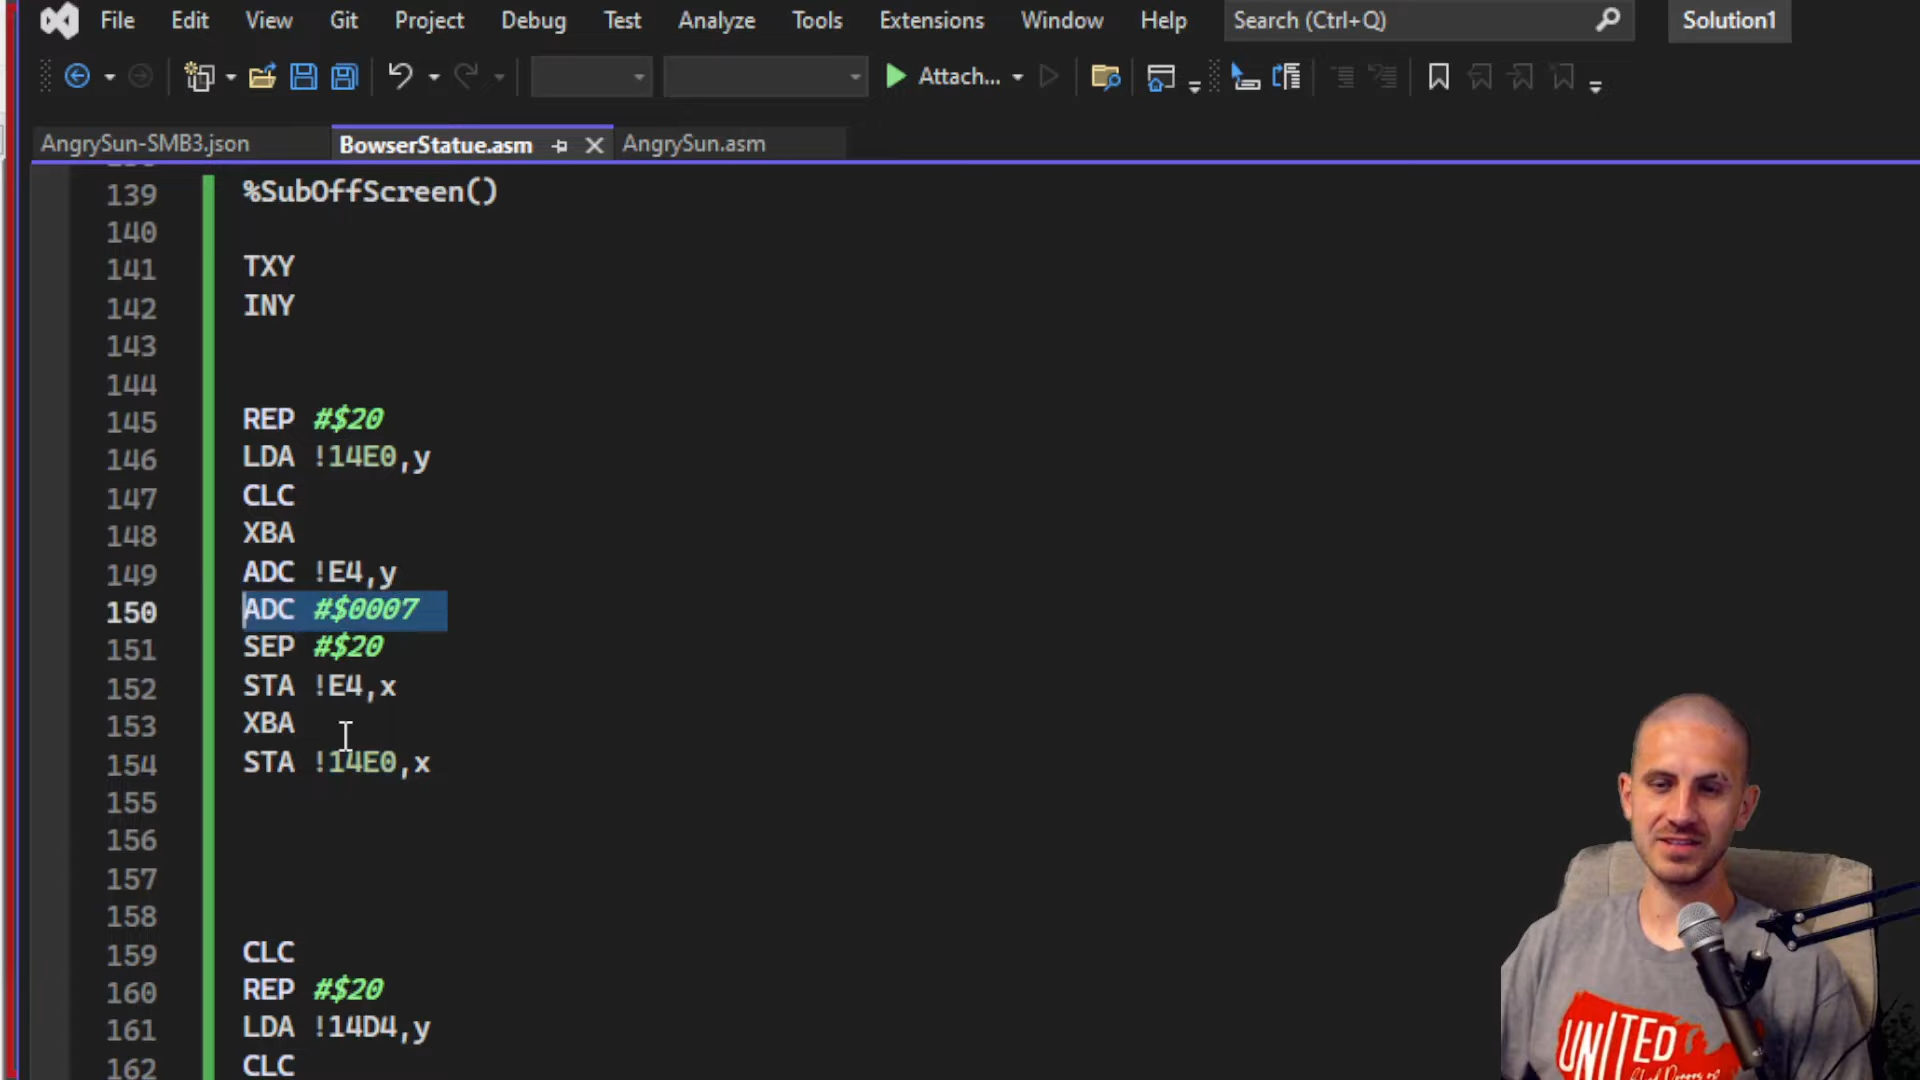 File Edit View Git Project Debug Test Analyze Tools Extensions Window Help Search (Ctrl+Q) Solution1
Attach...
AngrySun-SMB3.json BowserStatue.asm AngrySun.asm
139 %SubOffScreen()
140
141 TXY
142 INY
143
144
145 REP #$20
146 LDA !14E0,y
147 CLC
148 XBA
149 ADC !E4,y
150 ADC #$0007
151 SEP #$20
152 STA !E4,x
153 XBA
154 STA !14E0,x
155
156
157
158
159 CLC
160 REP #$20
161 LDA !14D4,y
162 CLC
UNITED